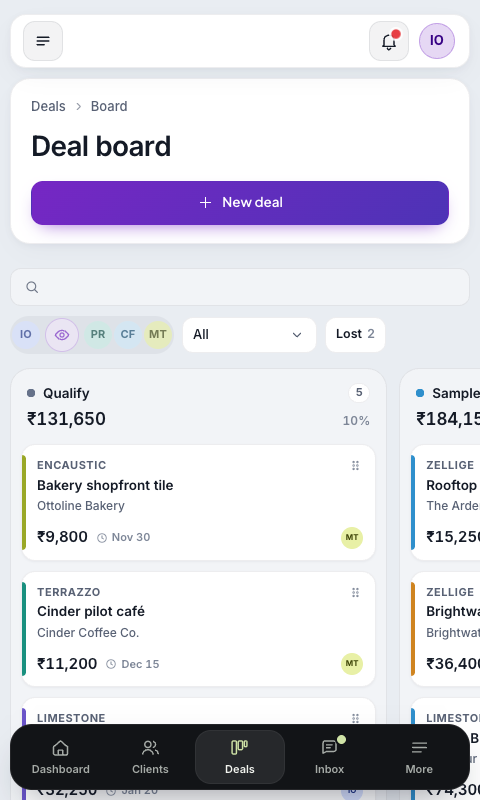 IO
Deals > Board
Deal board
+ New deal
IO PR CF MT All Lost 2
Qualify 5
₹131,650 10%
ENCAUSTIC
Bakery shopfront tile
Ottoline Bakery
₹9,800 Nov 30 MT
TERRAZZO
Cinder pilot café
Cinder Coffee Co.
₹11,200 Dec 15 MT
LIMESTONE
Sample
₹184,15
ZELLIGE
Rooftop
The Arde
₹15,250
ZELLIGE
Brightwa
Brightwat
₹36,400
LIMESTO
Dashboard Clients Deals Inbox More